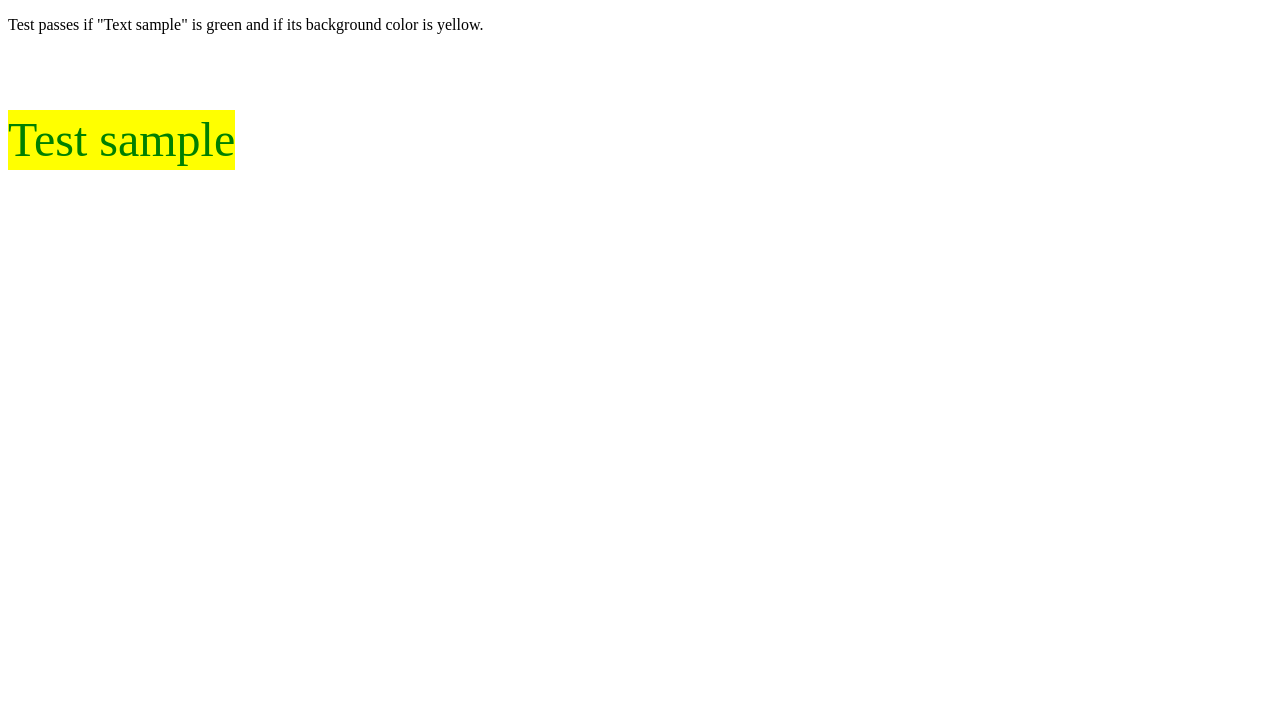 Test passes if "Text sample" is green and if its background color is yellow.
Test sample